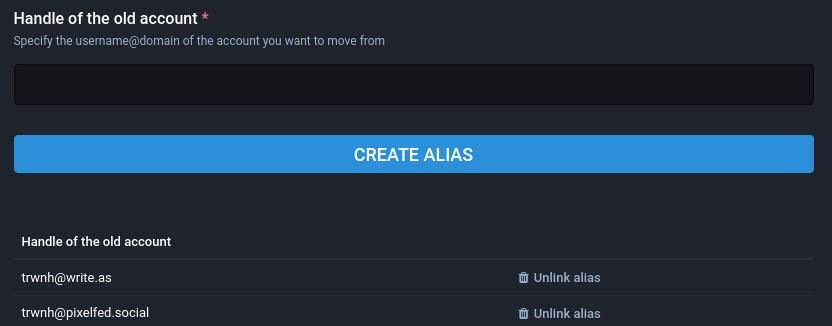 Handle of the old account *
Specify the username@domain of the account you want to move from
CREATE ALIAS
Handle of the old account
trwnh@write.as Unlink alias
trwnh@pixelfed.social Unlink alias